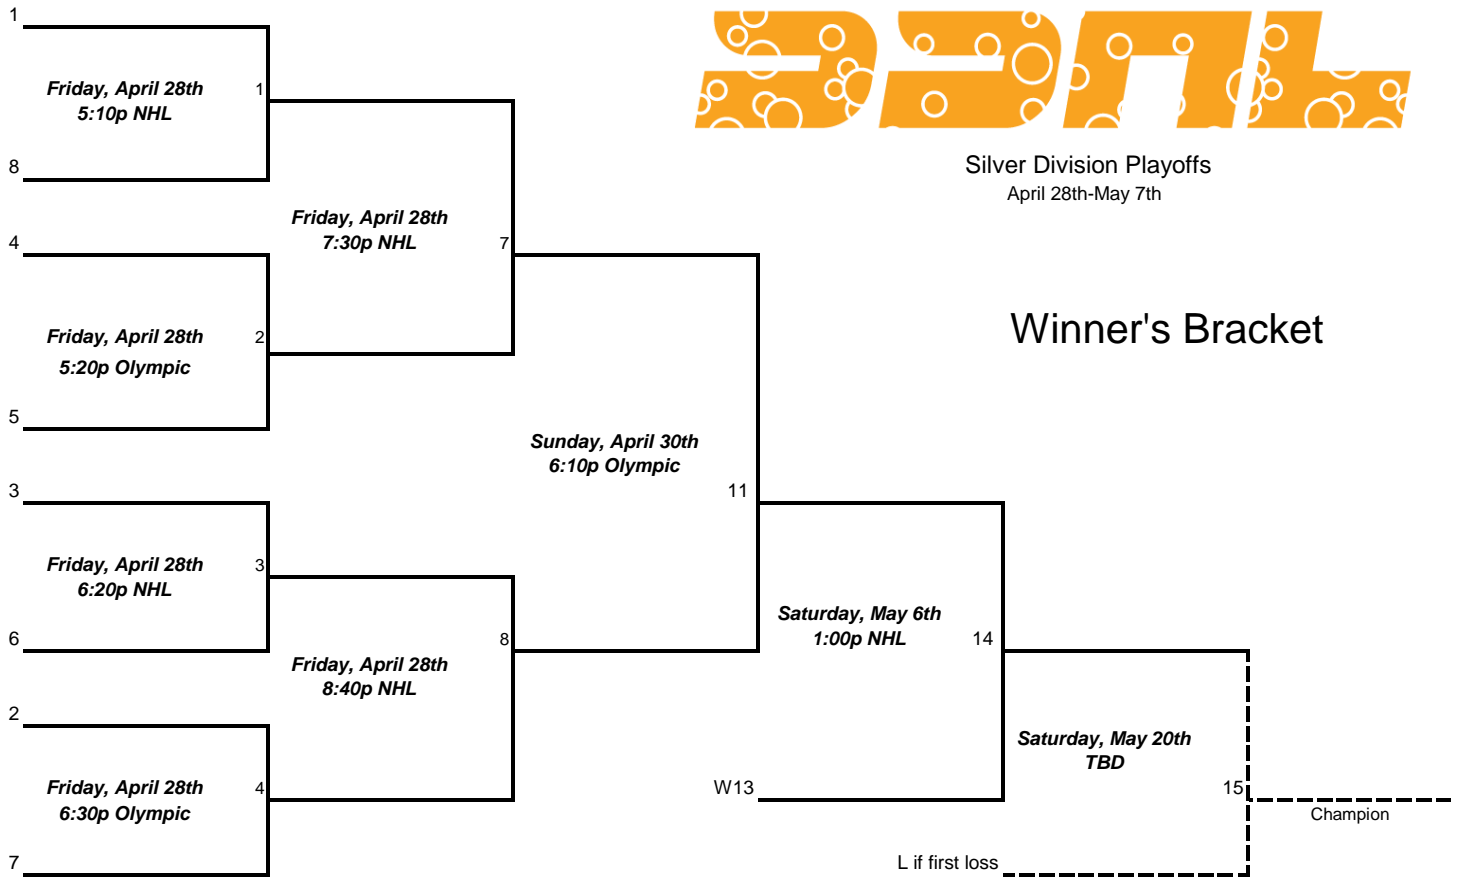 1
Friday, April 28th
5:10p NHL
1
8
Silver Division Playoffs
April 28th-May 7th
Friday, April 28th
7:30p NHL
7
4
Friday, April 28th
5:20p Olympic
2
5
Winner's Bracket
Sunday, April 30th
6:10p Olympic
11
3
Friday, April 28th
6:20p NHL
3
6
Friday, April 28th
8:40p NHL
8
Saturday, May 6th
1:00p NHL
14
2
Friday, April 28th
6:30p Olympic
4
7
W13
Saturday, May 20th
TBD
15
Champion
L if first loss